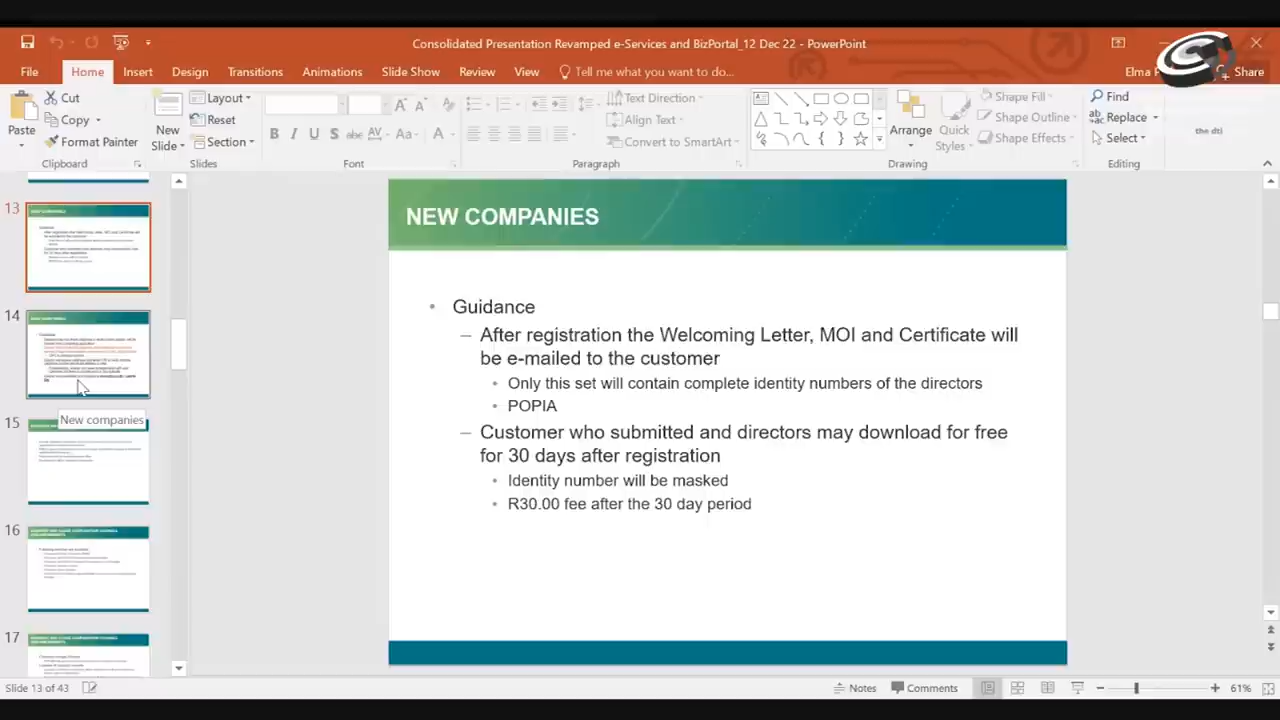 Consolidated Presentation Revamped e-Services and BizPortal_12 Dec 22 - PowerPoint
File Home Insert Design Transitions Animations Slide Show Review View Tell me what you want to do... Elma Share
Paste
Cut
Copy
Format Painter
Clipboard
New Slide
Layout
Reset
Section
Slides
B I U S abc AV Aa A
Font
Text Direction
Align Text
Convert to SmartArt
Paragraph
Arrange
Quick Styles
Shape Fill
Shape Outline
Shape Effects
Drawing
Find
Replace
Select
Editing
the dti
13
14
New companies
15
16
17
NEW COMPANIES
• Guidance
– After registration the Welcoming Letter, MOI and Certificate will
be e-mailed to the customer
• Only this set will contain complete identity numbers of the directors
• POPIA
– Customer who submitted and directors may download for free
for 30 days after registration
• Identity number will be masked
• R30.00 fee after the 30 day period
Slide 13 of 43
Notes
Comments
61%